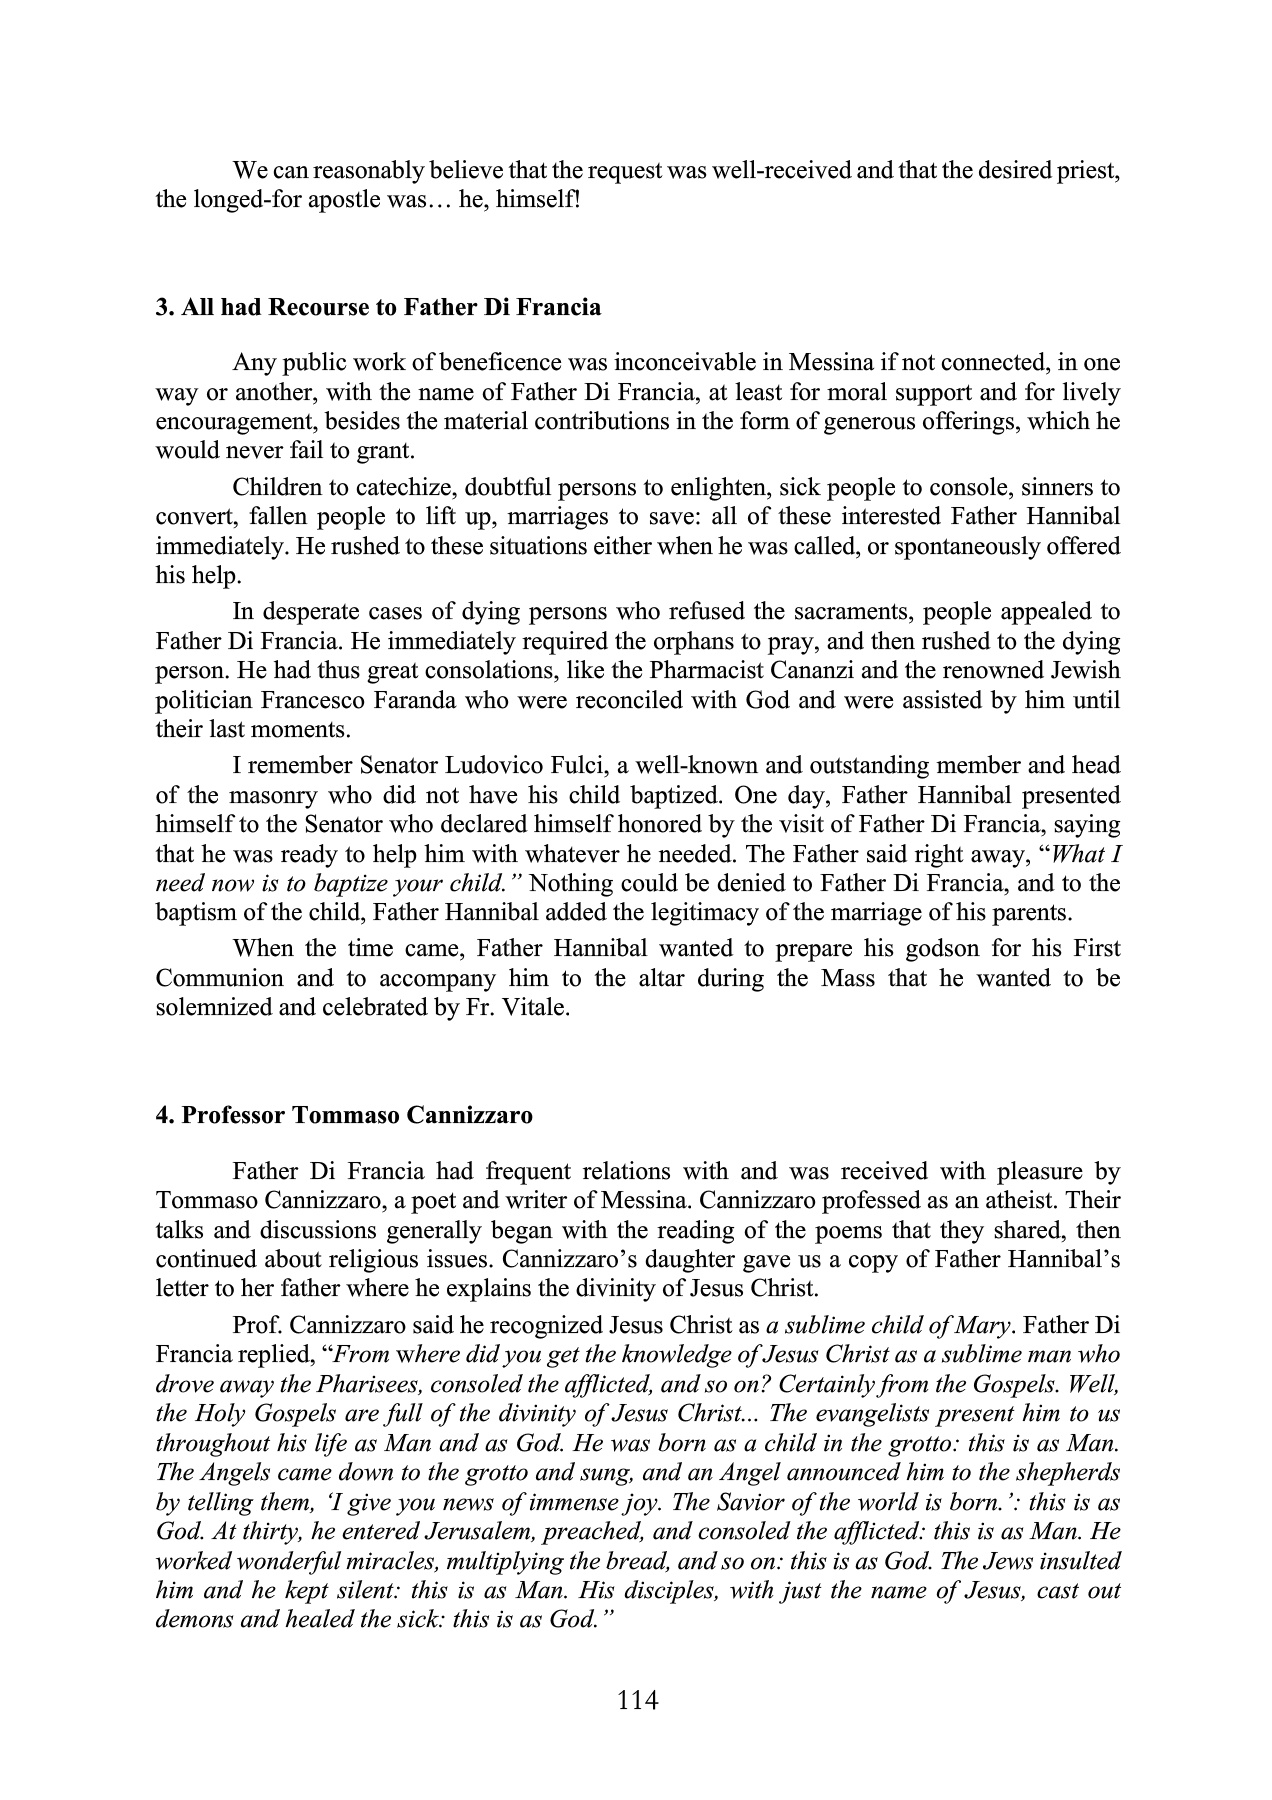 We can reasonably believe that the request was well-received and that the desired priest,
the longed-for apostle was… he, himself!
3. All had Recourse to Father Di Francia
Any public work of beneficence was inconceivable in Messina if not connected, in one
way or another, with the name of Father Di Francia, at least for moral support and for lively
encouragement, besides the material contributions in the form of generous offerings, which he
would never fail to grant.
Children to catechize, doubtful persons to enlighten, sick people to console, sinners to
convert, fallen people to lift up, marriages to save: all of these interested Father Hannibal
immediately. He rushed to these situations either when he was called, or spontaneously offered
his help.
In desperate cases of dying persons who refused the sacraments, people appealed to
Father Di Francia. He immediately required the orphans to pray, and then rushed to the dying
person. He had thus great consolations, like the Pharmacist Cananzi and the renowned Jewish
politician Francesco Faranda who were reconciled with God and were assisted by him until
their last moments.
I remember Senator Ludovico Fulci, a well-known and outstanding member and head
of the masonry who did not have his child baptized. One day, Father Hannibal presented
himself to the Senator who declared himself honored by the visit of Father Di Francia, saying
that he was ready to help him with whatever he needed. The Father said right away, “What I
need now is to baptize your child.” Nothing could be denied to Father Di Francia, and to the
baptism of the child, Father Hannibal added the legitimacy of the marriage of his parents.
When the time came, Father Hannibal wanted to prepare his godson for his First
Communion and to accompany him to the altar during the Mass that he wanted to be
solemnized and celebrated by Fr. Vitale.
4. Professor Tommaso Cannizzaro
Father Di Francia had frequent relations with and was received with pleasure by
Tommaso Cannizzaro, a poet and writer of Messina. Cannizzaro professed as an atheist. Their
talks and discussions generally began with the reading of the poems that they shared, then
continued about religious issues. Cannizzaro’s daughter gave us a copy of Father Hannibal’s
letter to her father where he explains the divinity of Jesus Christ.
Prof. Cannizzaro said he recognized Jesus Christ as a sublime child of Mary. Father Di
Francia replied, “From where did you get the knowledge of Jesus Christ as a sublime man who
drove away the Pharisees, consoled the afflicted, and so on? Certainly from the Gospels. Well,
the Holy Gospels are full of the divinity of Jesus Christ... The evangelists present him to us
throughout his life as Man and as God. He was born as a child in the grotto: this is as Man.
The Angels came down to the grotto and sung, and an Angel announced him to the shepherds
by telling them, ‘I give you news of immense joy. The Savior of the world is born.’: this is as
God. At thirty, he entered Jerusalem, preached, and consoled the afflicted: this is as Man. He
worked wonderful miracles, multiplying the bread, and so on: this is as God. The Jews insulted
him and he kept silent: this is as Man. His disciples, with just the name of Jesus, cast out
demons and healed the sick: this is as God.”
114